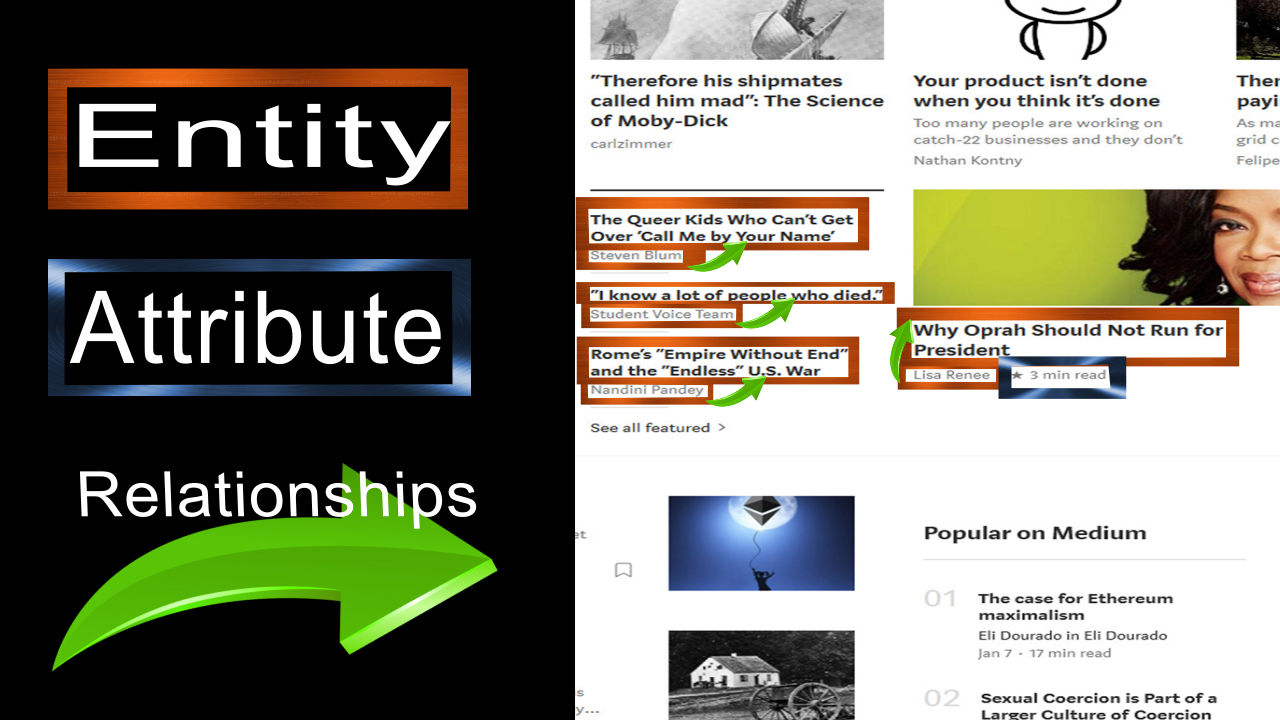 Entity
Attribute
Relationships
"Therefore his shipmates
called him mad": The Science
of Moby-Dick
carlzimmer
The Queer Kids Who Can't Get
Over 'Call Me by Your Name'
Steven Blum
"I know a lot of people who died."
Student Voice Team
Rome's "Empire Without End"
and the "Endless" U.S. War
Nandini Pandey
See all featured >
Your product isn't done
when you think it's done
Too many people are working on
catch-22 businesses and they don't
Nathan Kontny
Why Oprah Should Not Run for
President
Lisa Renee ★ 3 min read
As ma
grid c
Felipe
Popular on Medium
01 The case for Ethereum
maximalism
Eli Dourado in Eli Dourado
Jan 7 · 17 min read
02 Sexual Coercion is Part of a
Larger Culture of Coercion